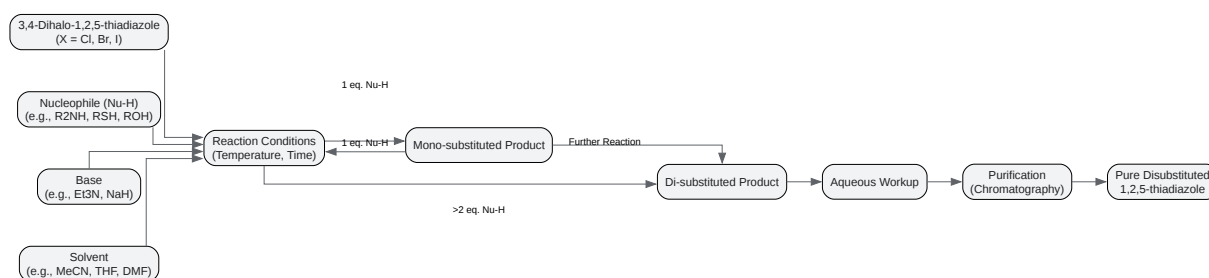 3,4-Dihalo-1,2,5-thiadiazole
(X = Cl, Br, I)
Nucleophile (Nu-H)
(e.g., R2NH, RSH, ROH)
Base
(e.g., Et3N, NaH)
Solvent
(e.g., MeCN, THF, DMF)
Reaction Conditions
(Temperature, Time)
1 eq. Nu-H
1 eq. Nu-H
Mono-substituted Product
Further Reaction
>2 eq. Nu-H
Di-substituted Product
Aqueous Workup
Purification
(Chromatography)
Pure Disubstituted
1,2,5-thiadiazole